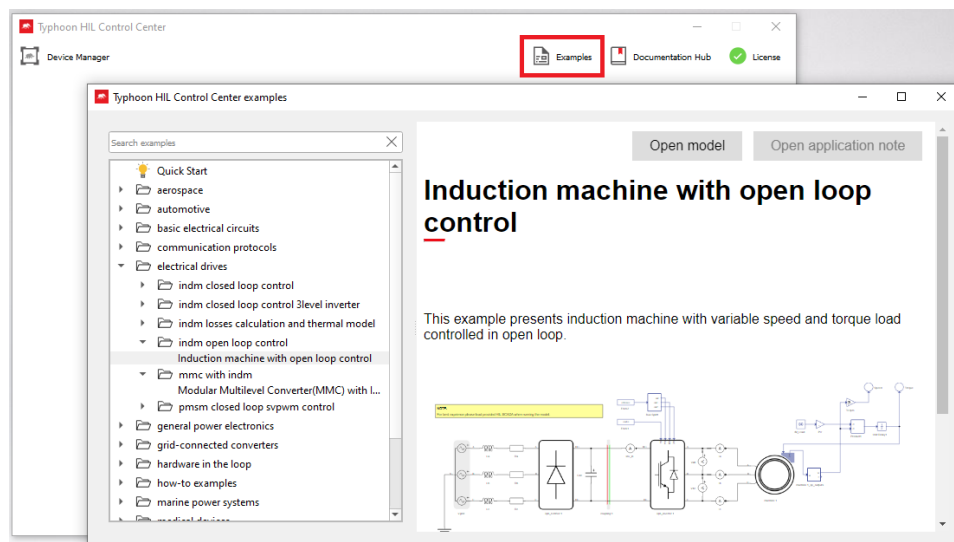 Typhoon HIL Control Center
Device Manager
Examples
Documentation Hub
License
Typhoon HIL Control Center examples
Search examples
Quick Start
aerospace
automotive
basic electrical circuits
communication protocols
electrical drives
indm closed loop control
indm closed loop control 3level inverter
indm losses calculation and thermal model
indm open loop control
Induction machine with open loop control
mmc with indm
Modular Multilevel Converter(MMC) with I...
pmsm closed loop svpwm control
general power electronics
grid-connected converters
hardware in the loop
how-to examples
marine power systems
medical devices
Open model
Open application note
Induction machine with open loop
control
This example presents induction machine with variable speed and torque load
controlled in open loop.